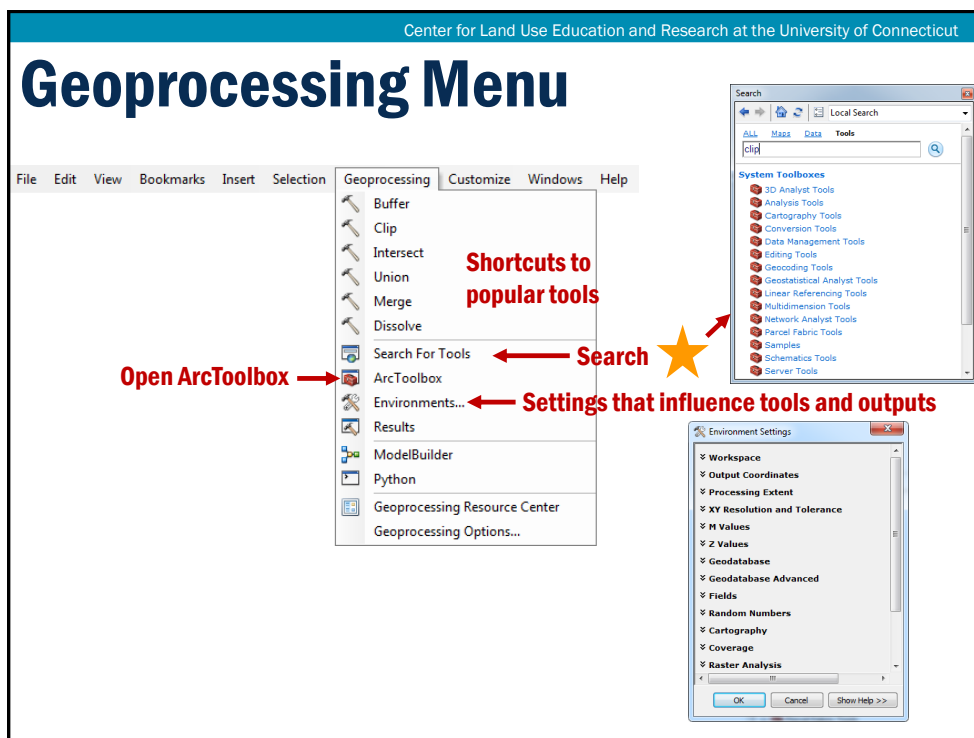 Center for Land Use Education and Research at the University of Connecticut
Geoprocessing Menu
File Edit View Bookmarks Insert Selection Geoprocessing Customize Windows Help
Buffer
Clip
Intersect
Union
Merge
Dissolve
Shortcuts to
popular tools
Search For Tools
Search
Open ArcToolbox
ArcToolbox
Environments...
Settings that influence tools and outputs
Results
ModelBuilder
Python
Geoprocessing Resource Center
Geoprocessing Options...
Search
Local Search
ALL Maps Data Tools
clip
System Toolboxes
3D Analyst Tools
Analysis Tools
Cartography Tools
Conversion Tools
Data Management Tools
Editing Tools
Geocoding Tools
Geostatistical Analyst Tools
Linear Referencing Tools
Multidimension Tools
Network Analyst Tools
Parcel Fabric Tools
Samples
Schematics Tools
Server Tools
Environment Settings
Workspace
Output Coordinates
Processing Extent
XY Resolution and Tolerance
M Values
Z Values
Geodatabase
Geodatabase Advanced
Fields
Random Numbers
Cartography
Coverage
Raster Analysis
OK Cancel Show Help >>